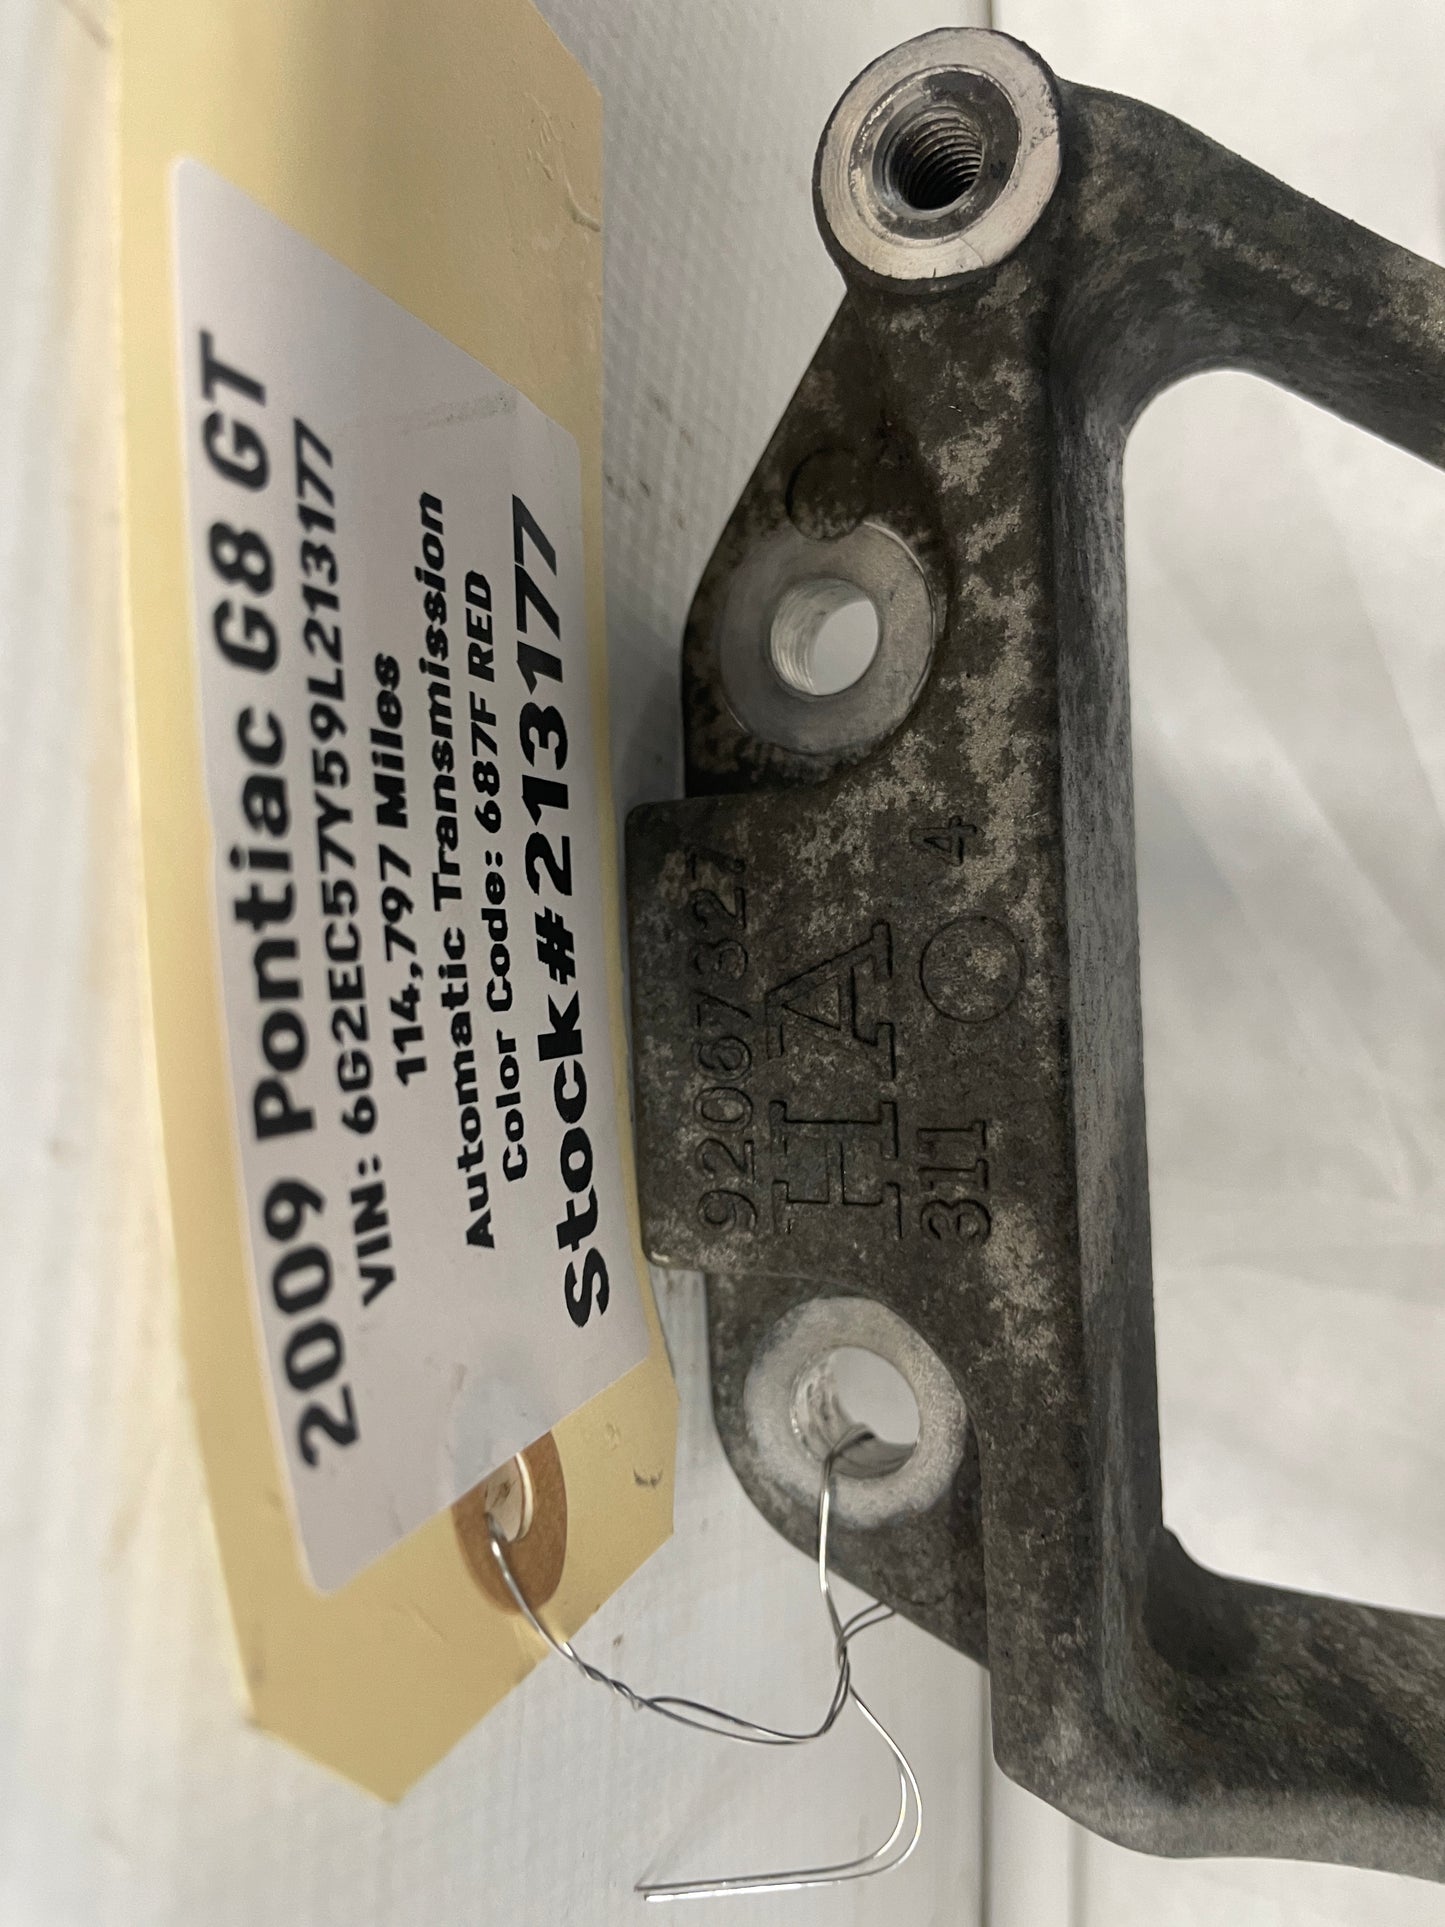 2009 Pontiac G8 GT
VIN: 6G2EC57Y59L213177
114,797 Miles
Automatic Transmission
Color Code: 687F RED
Stock#213177
92067327
HA
311 4